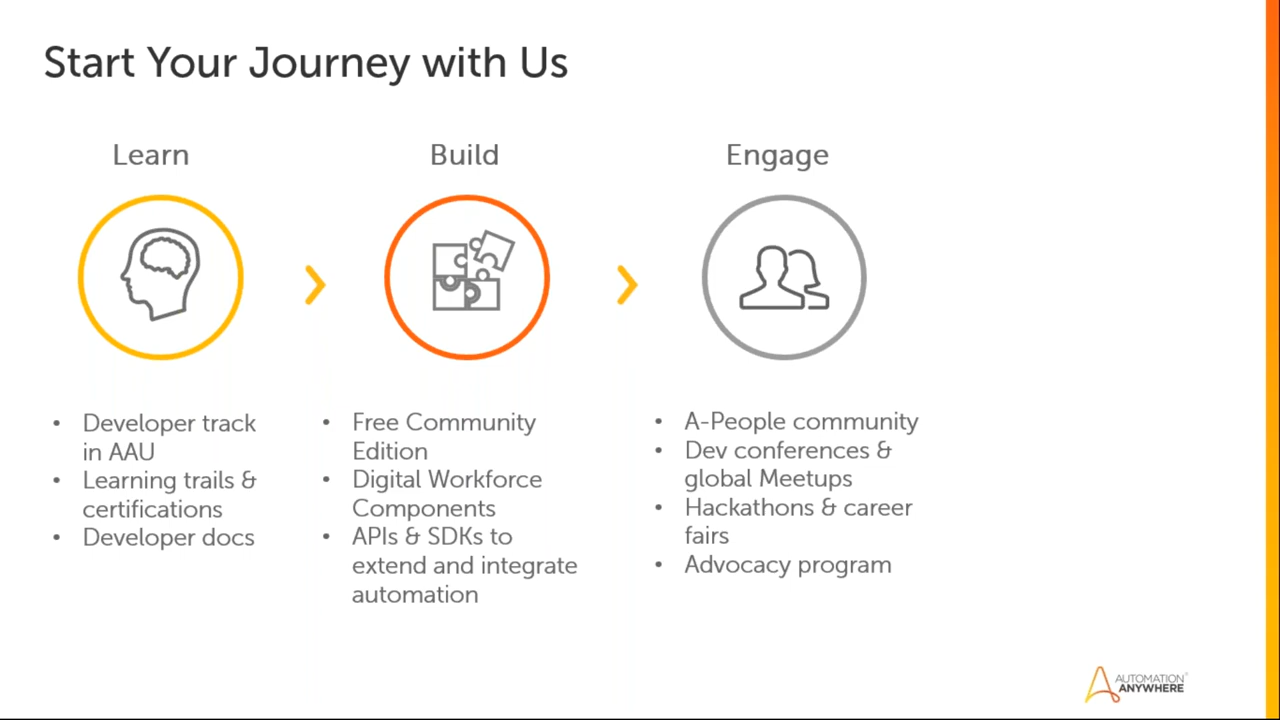 Start Your Journey with Us
Learn
Build
Engage
• Developer track
in AAU
• Learning trails &
certifications
• Developer docs
• Free Community
Edition
• Digital Workforce
Components
• APIs & SDKs to
extend and integrate
automation
• A-People community
• Dev conferences &
global Meetups
• Hackathons & career
fairs
• Advocacy program
AUTOMATION
ANYWHERE